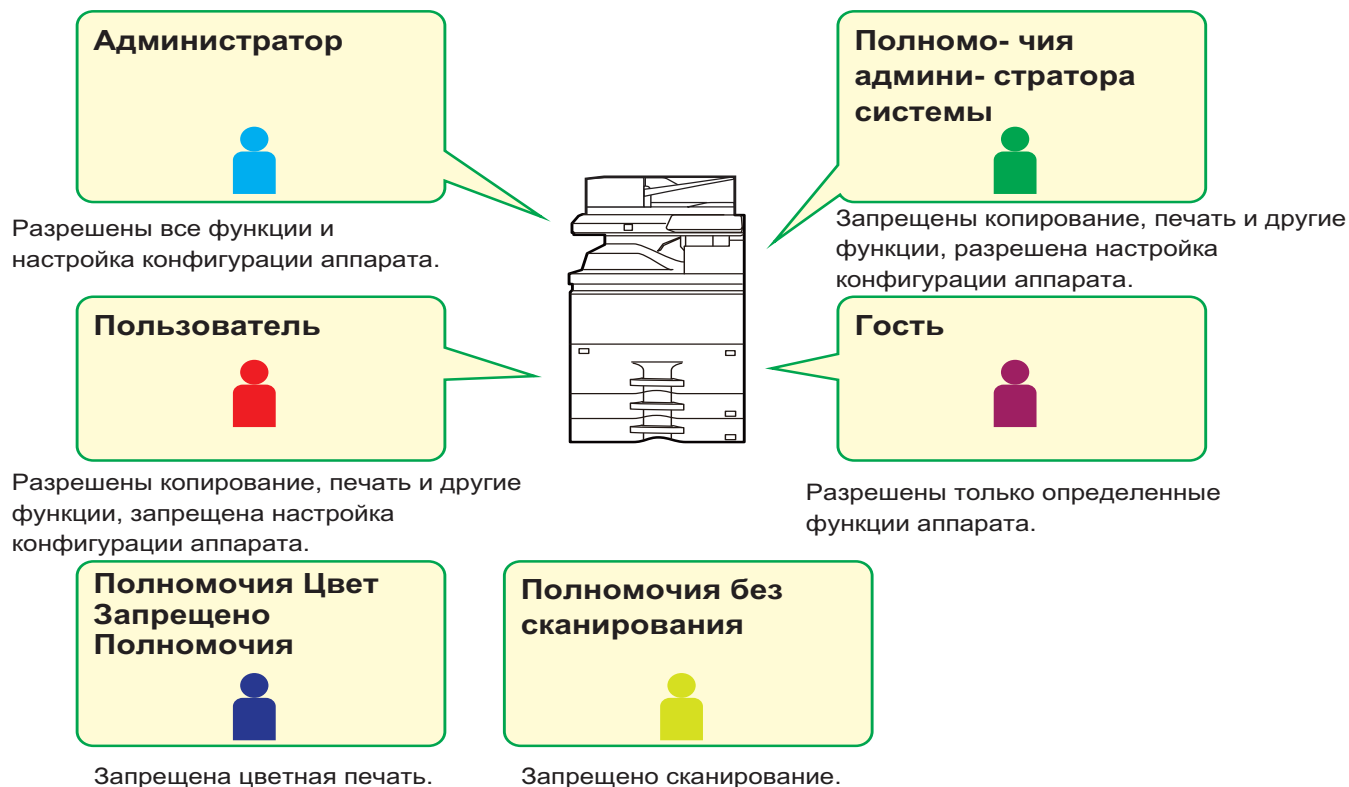 Администратор
Разрешены все функции и
настройка конфигурации аппарата.
Полномо- чия
админи- стратора
системы
Запрещены копирование, печать и другие
функции, разрешена настройка
конфигурации аппарата.
Пользователь
Разрешены копирование, печать и другие
функции, запрещена настройка
конфигурации аппарата.
Гость
Разрешены только определенные
функции аппарата.
Полномочия Цвет
Запрещено
Полномочия
Запрещена цветная печать.
Полномочия без
сканирования
Запрещено сканирование.